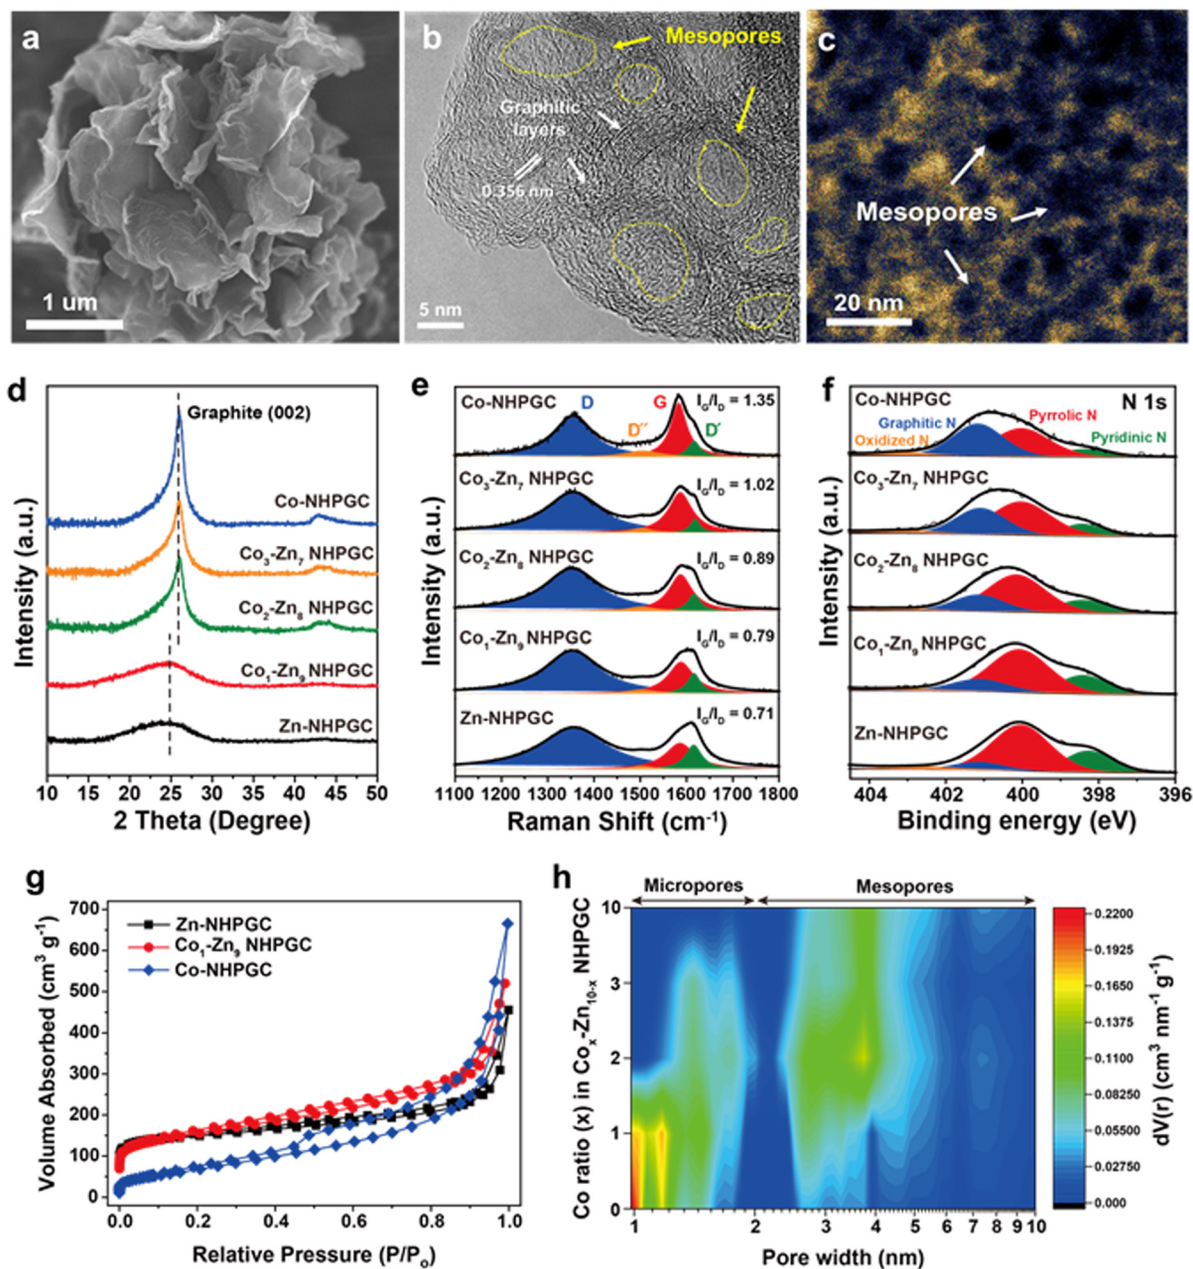 a
1 um
b
Mesopores
Graphitic
layers
0.356 nm
5 nm
c
Mesopores
20 nm
d
Graphite (002)
Co-NHPGC
Co3-Zn7 NHPGC
Co2-Zn8 NHPGC
Co1-Zn9 NHPGC
Zn-NHPGC
Intensity (a.u.)
10 15 20 25 30 35 40 45 50
2 Theta (Degree)
e
Co-NHPGC D G IG/ID = 1.35
D´´ D´
Co3-Zn7 NHPGC IG/ID = 1.02
Co2-Zn8 NHPGC IG/ID = 0.89
Co1-Zn9 NHPGC IG/ID = 0.79
Zn-NHPGC IG/ID = 0.71
Intensity (a.u.)
1100 1200 1300 1400 1500 1600 1700 1800
Raman Shift (cm-1)
f
Co-NHPGC N 1s
Graphitic N Pyrrolic N
Oxidized N Pyridinic N
Co3-Zn7 NHPGC
Co2-Zn8 NHPGC
Co1-Zn9 NHPGC
Zn-NHPGC
Intensity (a.u.)
404 402 400 398 396
Binding energy (eV)
g
700
600
500
400
300
200
100
0
Zn-NHPGC
Co1-Zn9 NHPGC
Co-NHPGC
Volume Absorbed (cm3 g-1)
0.0 0.2 0.4 0.6 0.8 1.0
Relative Pressure (P/Po)
h
Micropores Mesopores
10
3
2
1
0
Co ratio (x) in Cox-Zn10-x NHPGC
1 2 3 4 5 6 7 8 9 10
Pore width (nm)
0.2200
0.1925
0.1650
0.1375
0.1100
0.08250
0.05500
0.02750
0.000
dV(r) (cm3 nm-1 g-1)